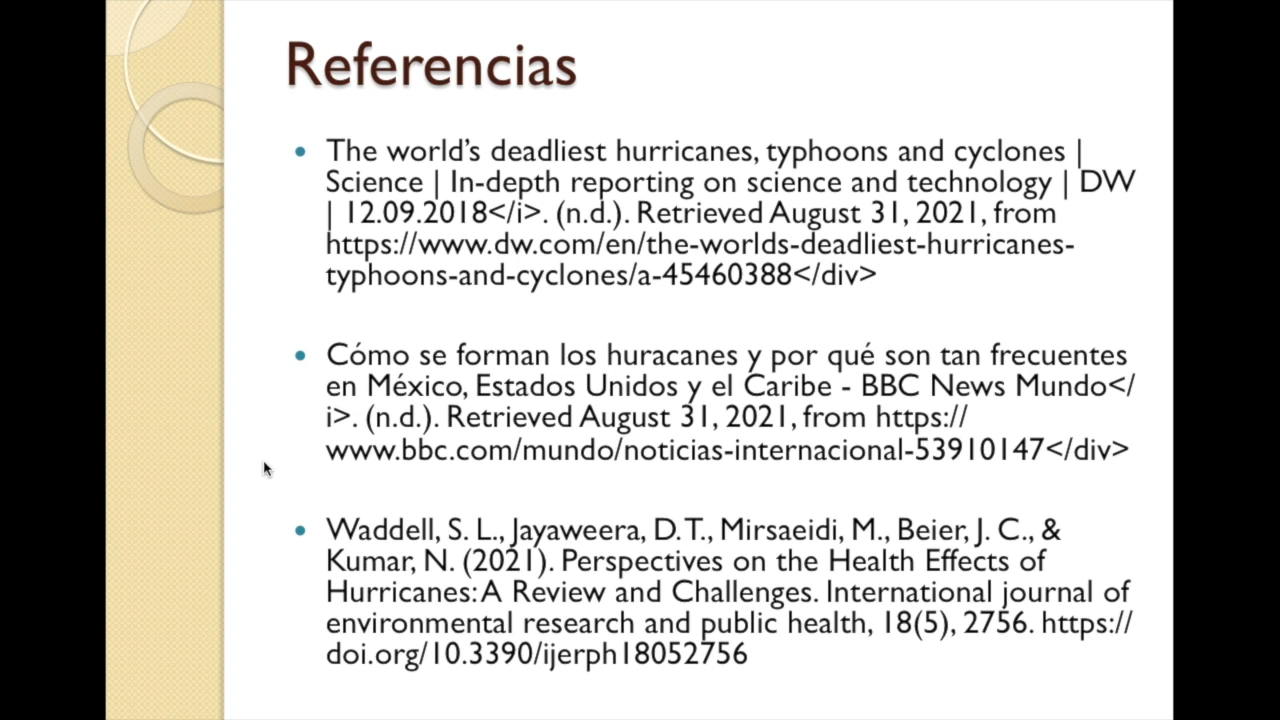 Referencias
• The world's deadliest hurricanes, typhoons and cyclones |
Science | In-depth reporting on science and technology | DW
| 12.09.2018</i>. (n.d.). Retrieved August 31, 2021, from
https://www.dw.com/en/the-worlds-deadliest-hurricanes-
typhoons-and-cyclones/a-45460388</div>
• Cómo se forman los huracanes y por qué son tan frecuentes
en México, Estados Unidos y el Caribe - BBC News Mundo</
i>. (n.d.). Retrieved August 31, 2021, from https://
www.bbc.com/mundo/noticias-internacional-53910147</div>
• Waddell, S. L., Jayaweera, D. T., Mirsaeidi, M., Beier, J. C., &
Kumar, N. (2021). Perspectives on the Health Effects of
Hurricanes: A Review and Challenges. International journal of
environmental research and public health, 18(5), 2756. https://
doi.org/10.3390/ijerph18052756